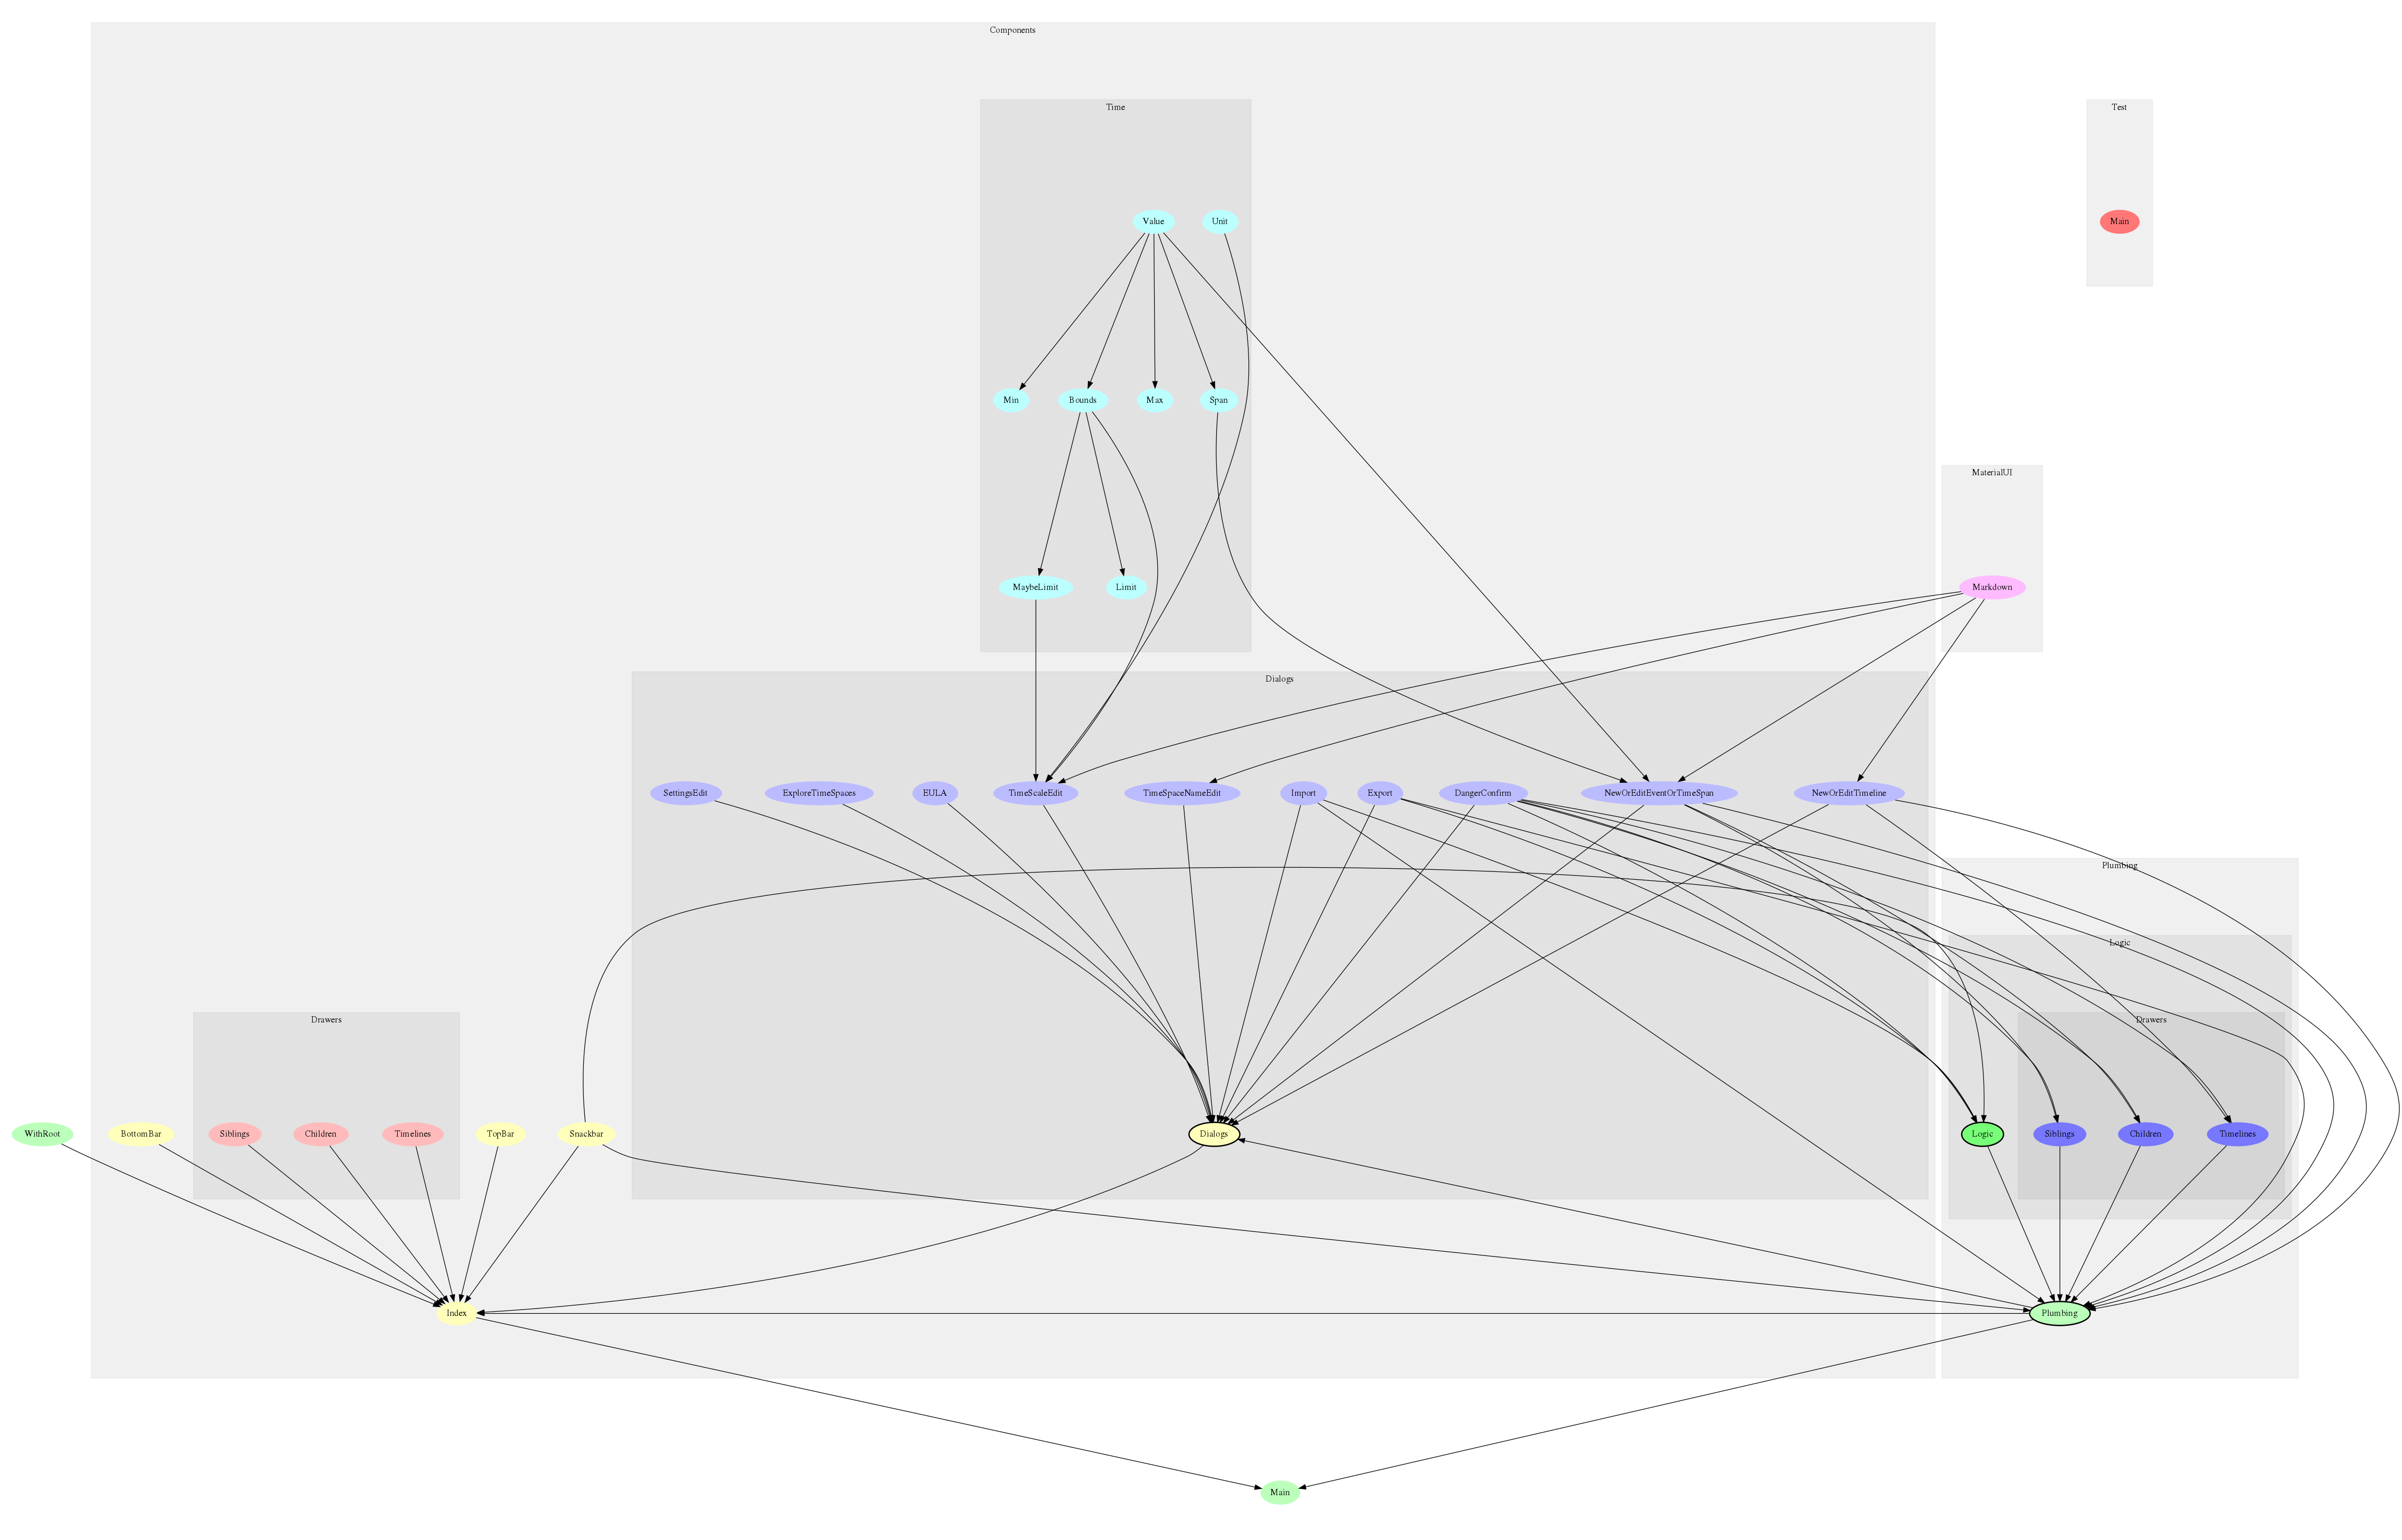 Components
Time
Test
Value
Unit
Main
Min
Bounds
Max
Span
MaterialUI
MaybeLimit
Limit
Markdown
Dialogs
SettingsEdit
ExploreTimeSpaces
EULA
TimeScaleEdit
TimeSpaceNameEdit
Import
Export
DangerConfirm
NewOrEditEventOrTimeSpan
NewOrEditTimeline
Plumbing
Logic
Drawers
Drawers
WithRoot
BottomBar
Siblings
Children
Timelines
TopBar
Snackbar
Dialogs
Logic
Siblings
Children
Timelines
Index
Plumbing
Main